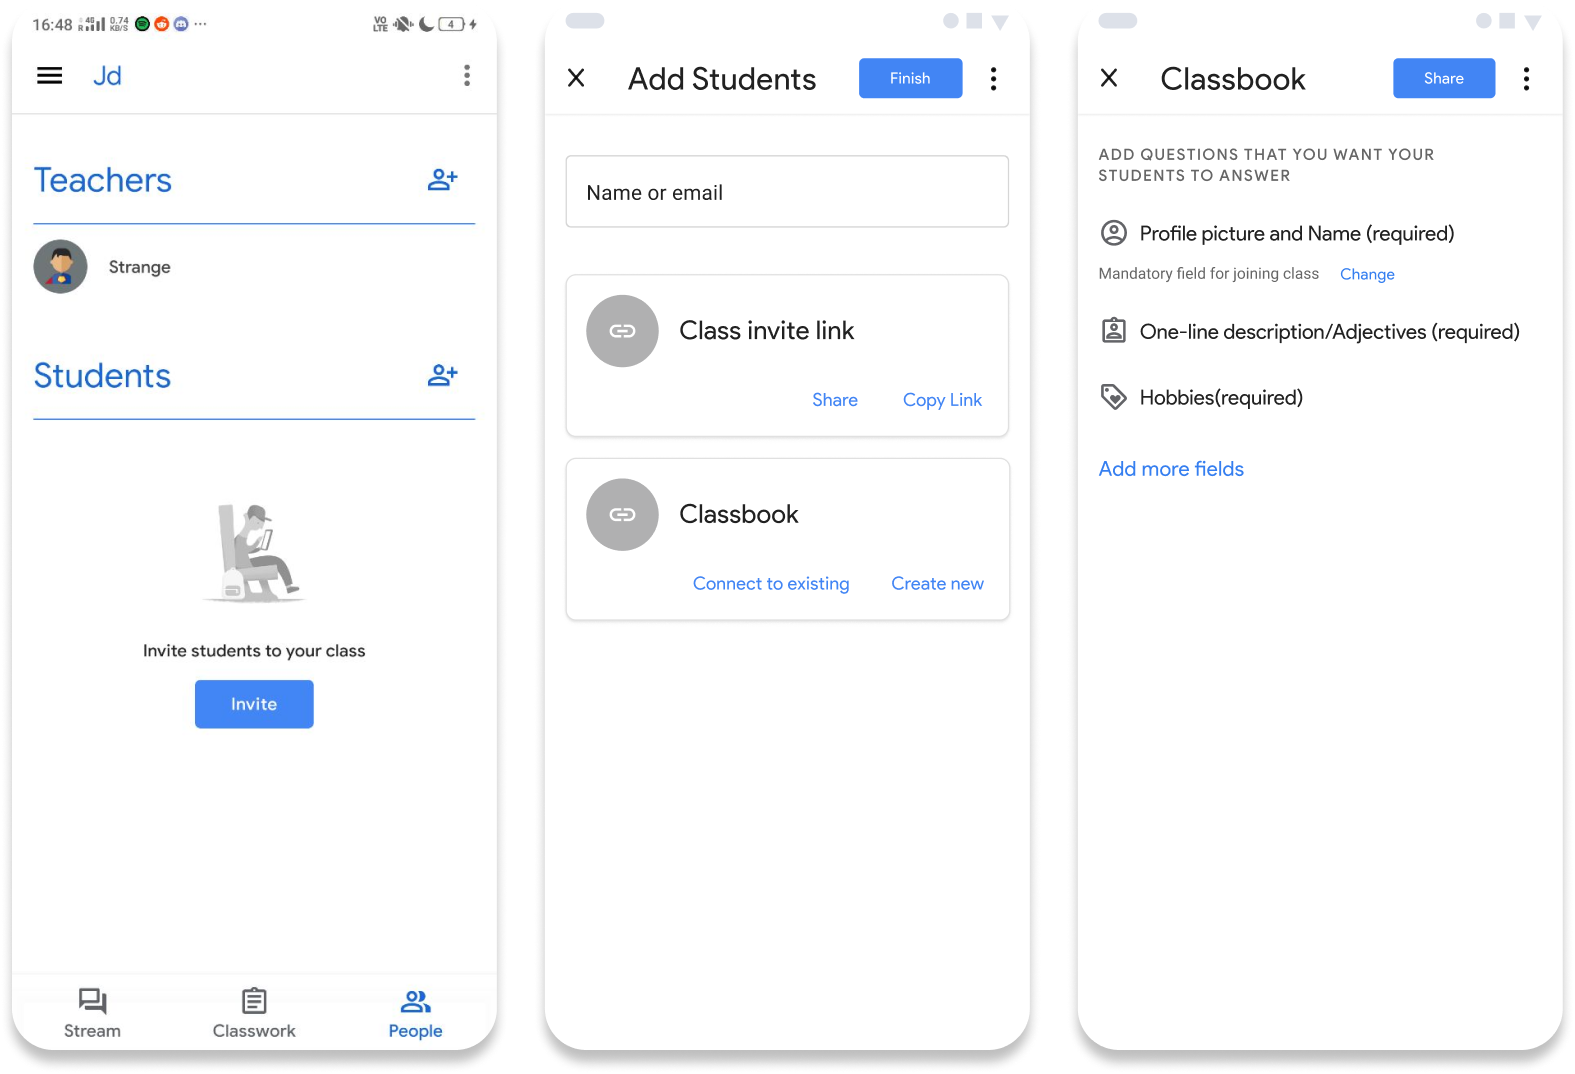 16:48 R 4G 0.74 KB/S ... VO LTE 4
Jd
Teachers
Strange
Students
Invite students to your class
Invite
Stream Classwork People
Add Students Finish
Name or email
Class invite link
Share Copy Link
Classbook
Connect to existing Create new
Classbook Share
ADD QUESTIONS THAT YOU WANT YOUR
STUDENTS TO ANSWER
Profile picture and Name (required)
Mandatory field for joining class Change
One-line description/Adjectives (required)
Hobbies(required)
Add more fields